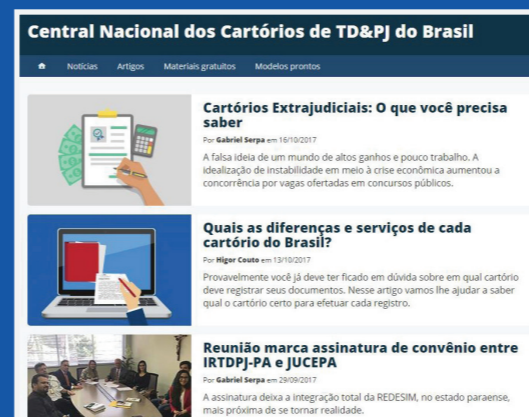 Central Nacional dos Cartórios de TD&PJ do Brasil
Notícias Artigos Materiais gratuitos Modelos prontos
Cartórios Extrajudiciais: O que você precisa
saber
Por Gabriel Serpa em 16/10/2017
A falsa ideia de um mundo de altos ganhos e pouco trabalho. A
idealização de instabilidade em meio à crise econômica aumentou a
concorrência por vagas ofertadas em concursos públicos.
Quais as diferenças e serviços de cada
cartório do Brasil?
Por Higor Couto em 13/10/2017
Provavelmente você já deve ter ficado em dúvida sobre em qual cartório
deve registrar seus documentos. Nesse artigo vamos lhe ajudar a saber
qual o cartório certo para efetuar cada registro.
Reunião marca assinatura de convênio entre
IRTDPJ-PA e JUCEPA
Por Gabriel Serpa em 29/09/2017
A assinatura deixa a integração total da REDESIM, no estado paraense,
mais próxima de se tornar realidade.